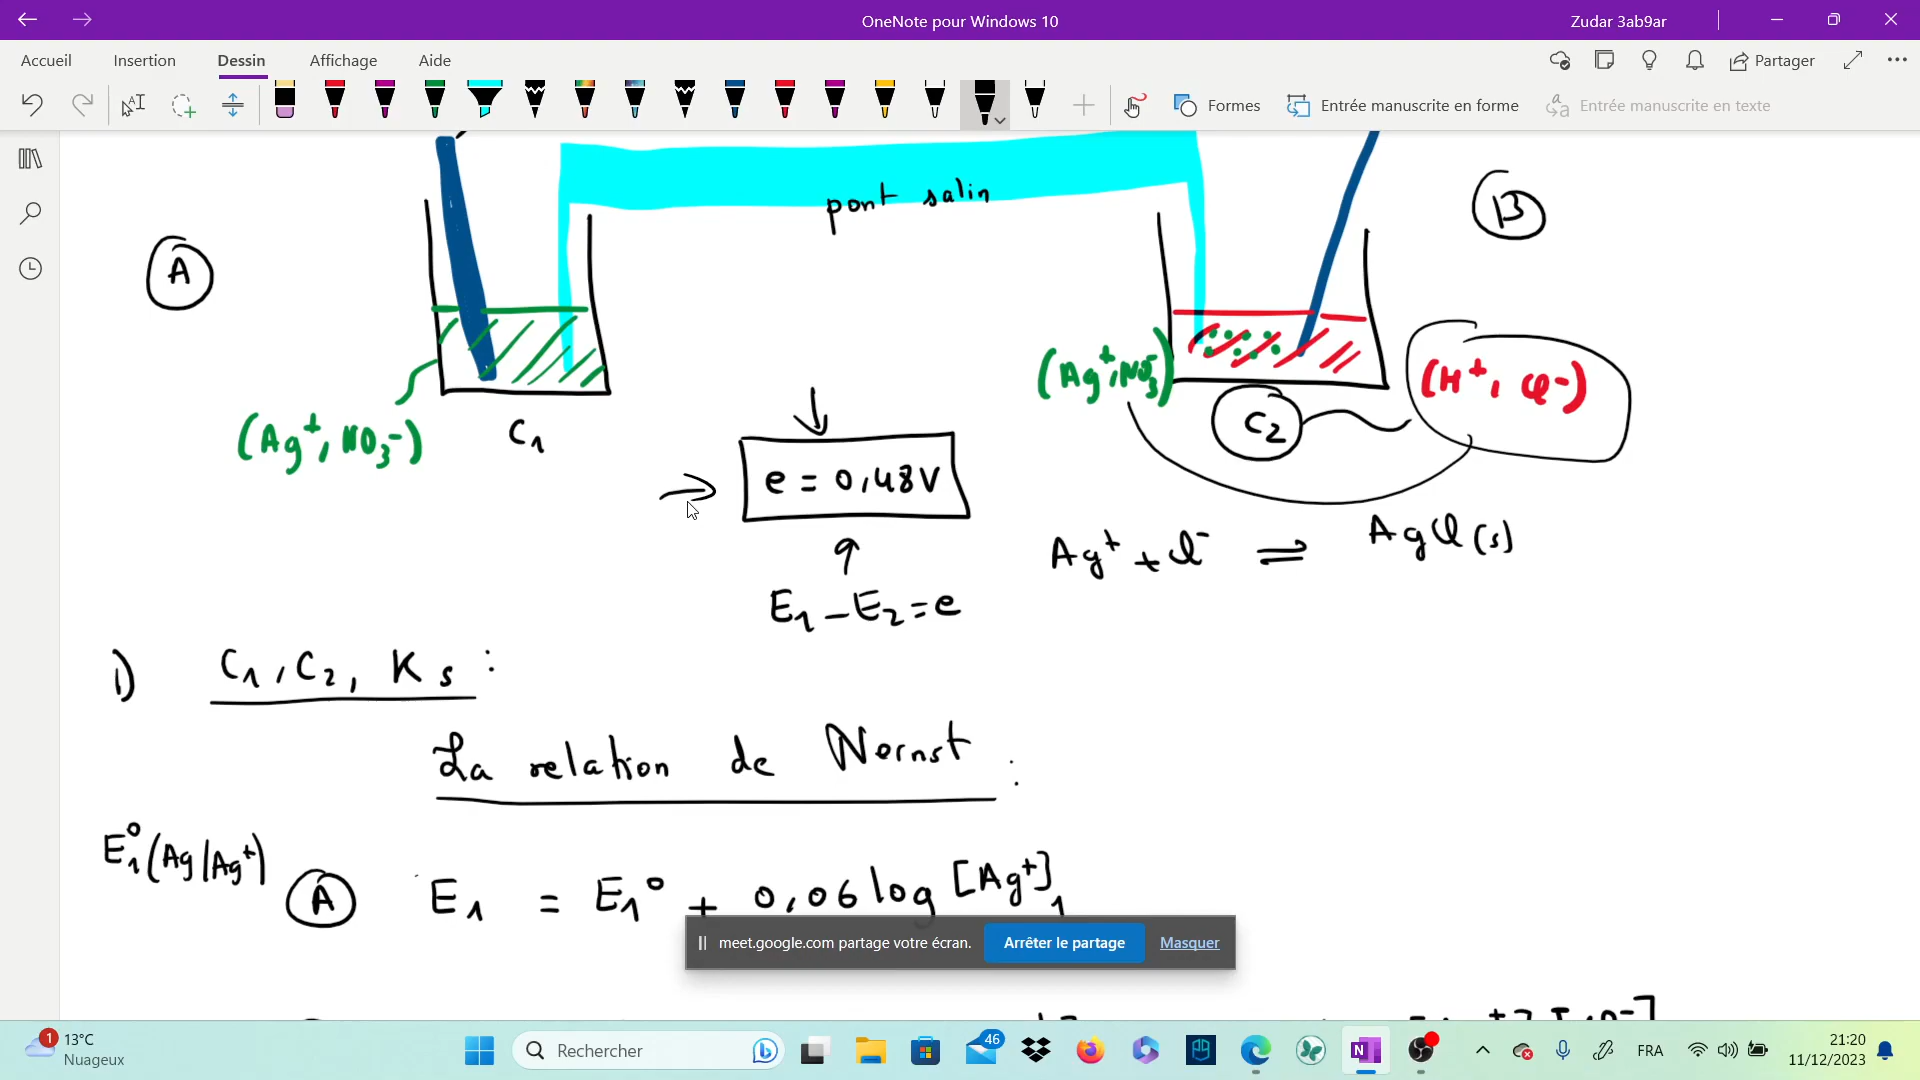 OneNote pour Windows 10
Zudar 3ab9ar
Accueil Insertion Dessin Affichage Aide
Partager
Formes
Entrée manuscrite en forme
Entrée manuscrite en texte
pont salin
B
A
(Ag⁺, NO₃⁻)
C₁
(Ag⁺, NO₃⁻)
C₂
(H⁺, Cl⁻)
e = 0,48V
Ag⁺ + Cl⁻ ⇌ AgCl (s)
E₁ - E₂ = e
1) C₁, C₂, Ks :
La relation de Nernst :
E₁°(Ag|Ag⁺)
A E₁ = E₁° + 0,06 log [Ag⁺]₁
meet.google.com partage votre écran.
Arrêter le partage
Masquer
1
13°C
Nuageux
Rechercher
46
FRA
21:20
11/12/2023